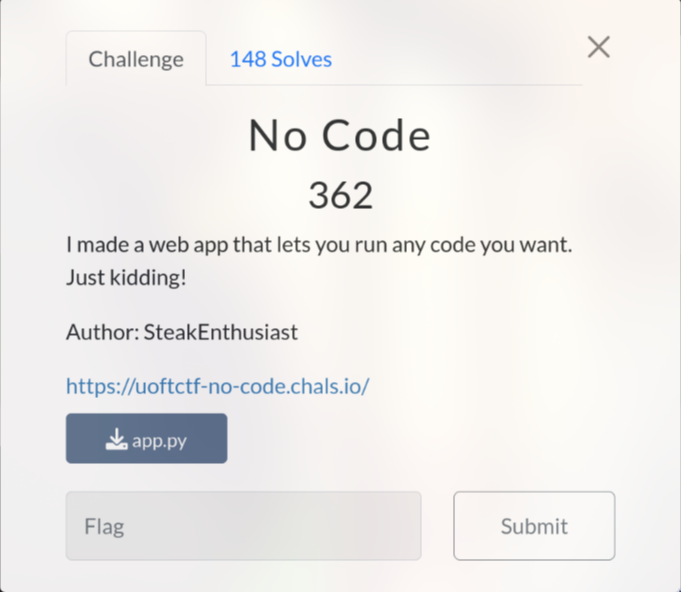 Challenge
148 Solves
No Code
362
I made a web app that lets you run any code you want.
Just kidding!
Author: SteakEnthusiast
https://uoftctf-no-code.chals.io/
app.py
Flag
Submit